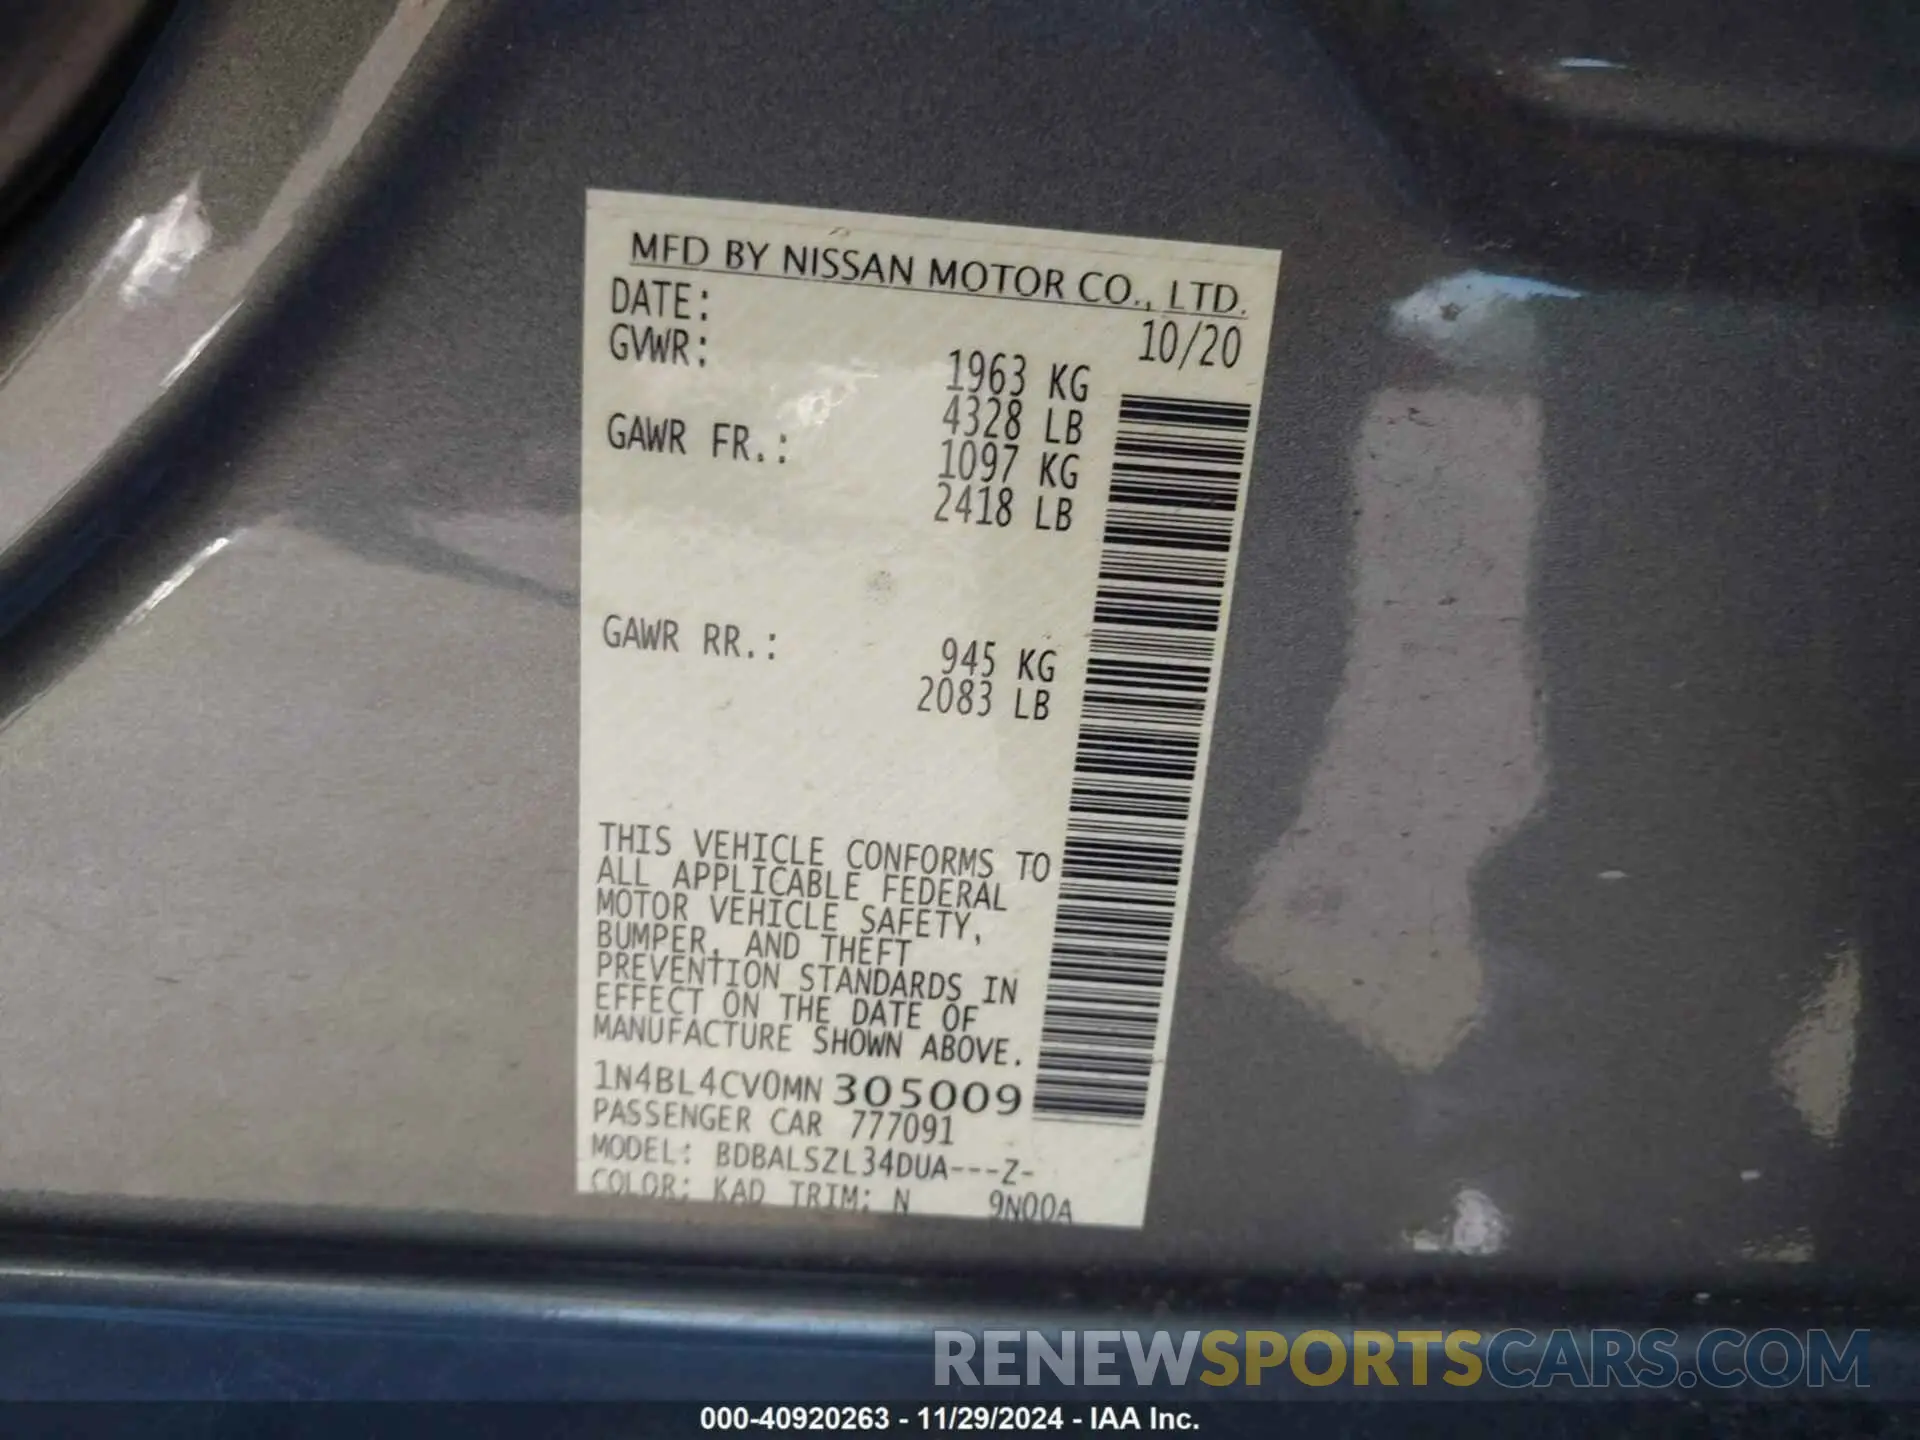 MFD BY NISSAN MOTOR CO., LTD.
DATE: 10/20
GVWR: 1963 KG
4328 LB
GAWR FR.: 1097 KG
2418 LB
GAWR RR.: 945 KG
2083 LB
THIS VEHICLE CONFORMS TO
ALL APPLICABLE FEDERAL
MOTOR VEHICLE SAFETY,
BUMPER, AND THEFT
PREVENTION STANDARDS IN
EFFECT ON THE DATE OF
MANUFACTURE SHOWN ABOVE.
1N4BL4CV0MN305009
PASSENGER CAR 777091
MODEL: BDBALSZL34DUA---Z-
COLOR: KAD TRIM: N 9N00A
RENEWSPORTSCARS.COM
000-40920263 - 11/29/2024 - IAA Inc.